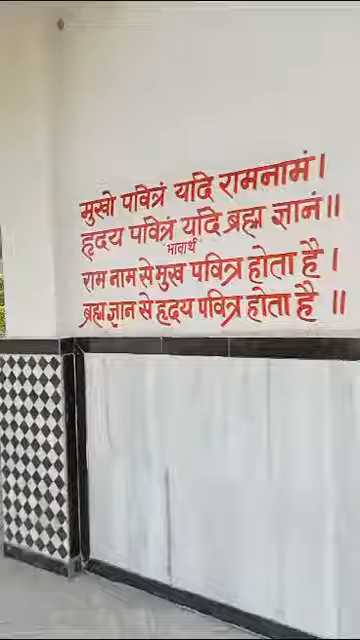 मुखो पवित्रं यदि रामनामं।
हृदय पवित्रं यदि ब्रह्म ज्ञानं॥
भावार्थ
राम नाम से मुख पवित्र होता है।
ब्रह्म ज्ञान से हृदय पवित्र होता है॥